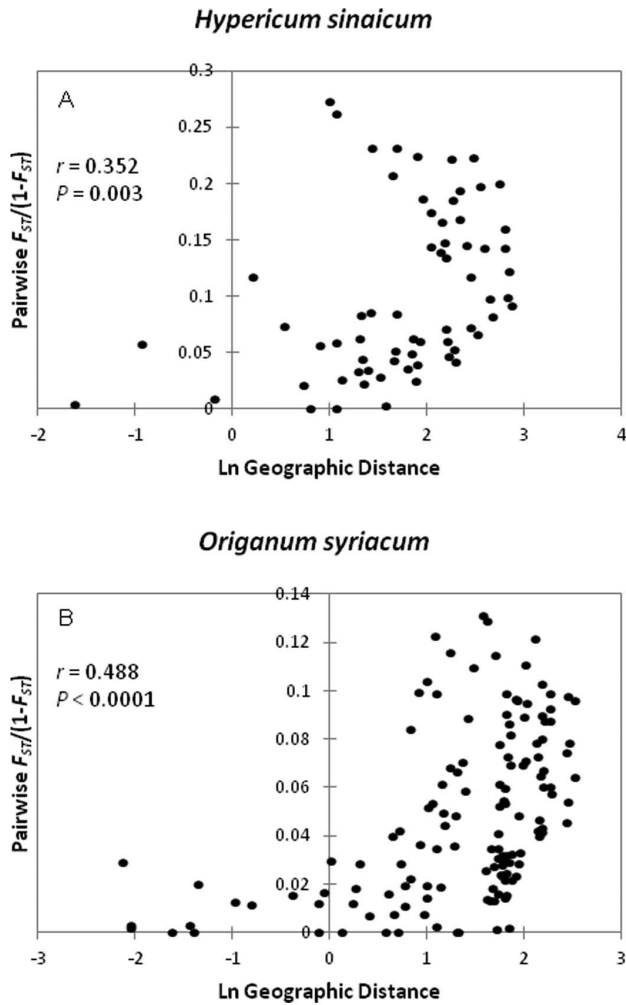 Hypericum sinaicum
A
r = 0.352
P = 0.003
Pairwise FST/(1-FST)
0.3
0.25
0.2
0.15
0.1
0.05
0
-2 -1 0 1 2 3 4
Ln Geographic Distance
Origanum syriacum
B
r = 0.488
P < 0.0001
Pairwise FST/(1-FST)
0.14
0.12
0.1
0.08
0.06
0.04
0.02
0
-3 -2 -1 0 1 2 3
Ln Geographic Distance